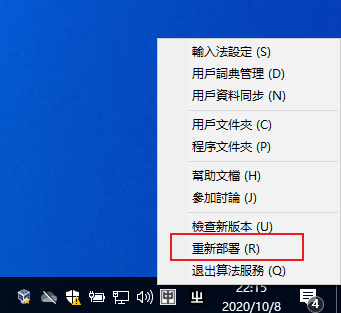 輸入法設定 (S)
用戶詞典管理 (D)
用戶資料同步 (N)
用戶文件夾 (C)
程序文件夾 (P)
幫助文檔 (H)
參加討論 (J)
檢查新版本 (U)
重新部署 (R)
退出算法服務 (Q)
中
22:15
2020/10/8
4